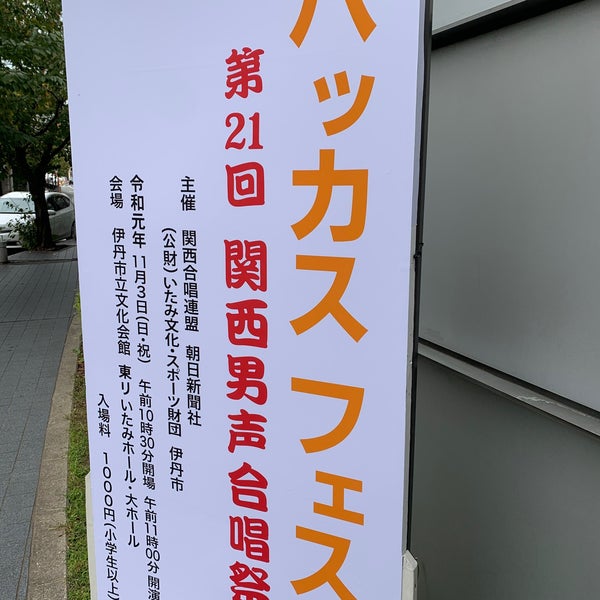 ハッカス フェス
第21回 関西男声合唱祭
主催 関西合唱連盟 朝日新聞社
(公財)いたみ文化・スポーツ財団 伊丹市
令和元年 11月3日(日・祝) 午前10時30分開場 午前11時00分開演
会場 伊丹市立文化会館 東リ いたみホール・大ホール
入場料 1000円(小学生以上)